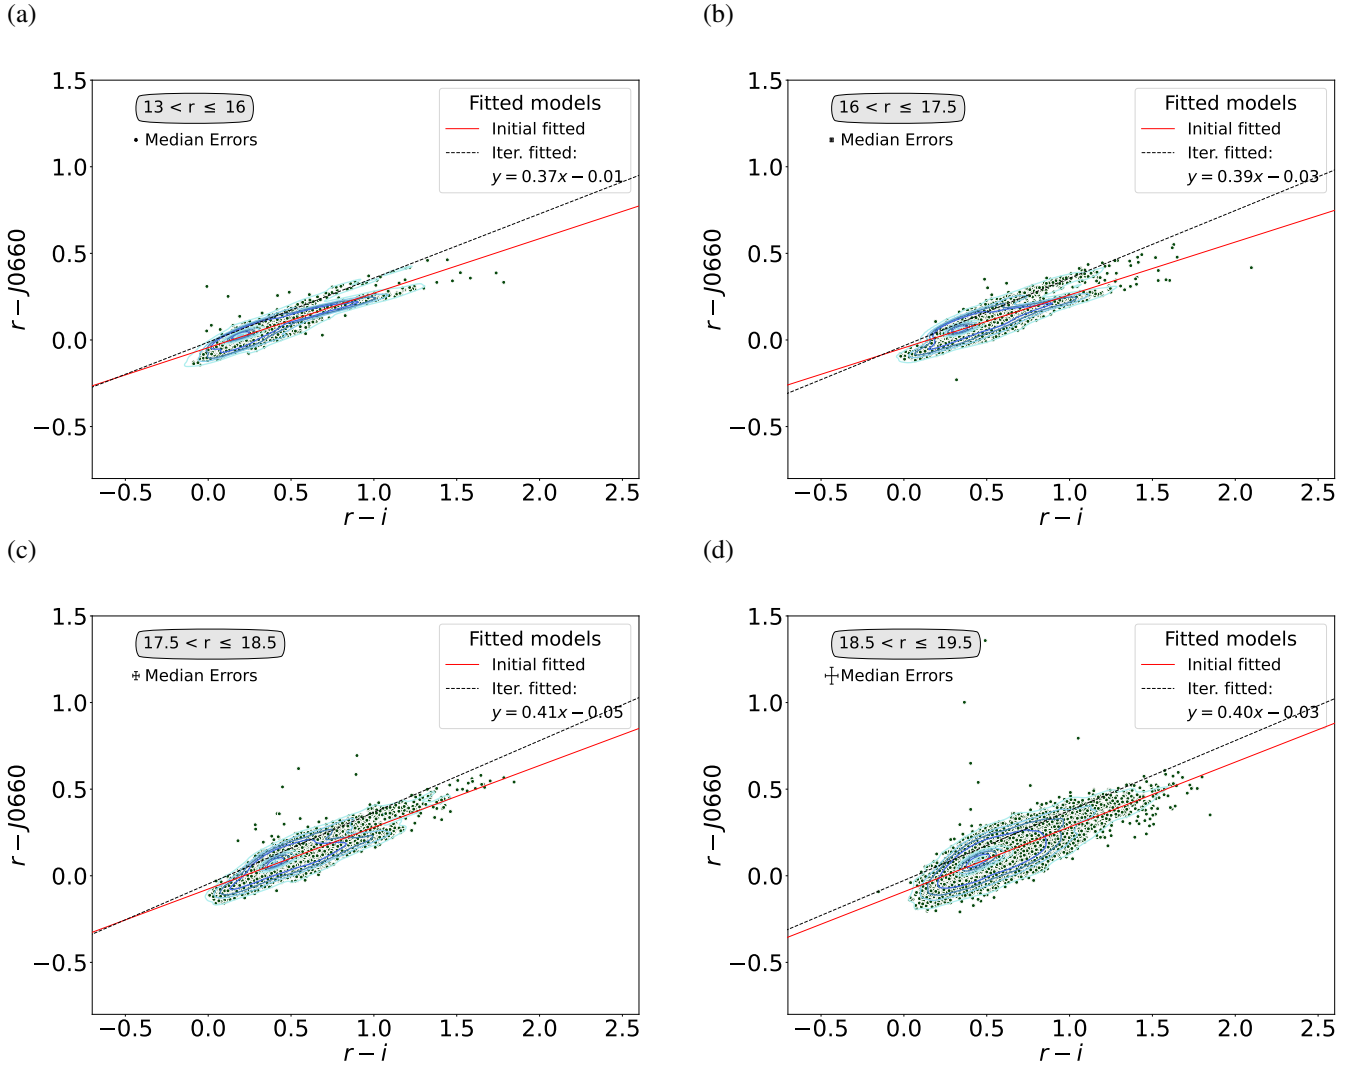 (a)
13 < r ≤ 16
Median Errors
Fitted models
Initial fitted
Iter. fitted:
y = 0.37x − 0.01
1.5
1.0
0.5
0.0
−0.5
r − J0660
−0.5 0.0 0.5 1.0 1.5 2.0 2.5
r − i
(b)
16 < r ≤ 17.5
Median Errors
Fitted models
Initial fitted
Iter. fitted:
y = 0.39x − 0.03
1.5
1.0
0.5
0.0
−0.5
r − J0660
−0.5 0.0 0.5 1.0 1.5 2.0 2.5
r − i
(c)
17.5 < r ≤ 18.5
Median Errors
Fitted models
Initial fitted
Iter. fitted:
y = 0.41x − 0.05
1.5
1.0
0.5
0.0
−0.5
r − J0660
−0.5 0.0 0.5 1.0 1.5 2.0 2.5
r − i
(d)
18.5 < r ≤ 19.5
Median Errors
Fitted models
Initial fitted
Iter. fitted:
y = 0.40x − 0.03
1.5
1.0
0.5
0.0
−0.5
r − J0660
−0.5 0.0 0.5 1.0 1.5 2.0 2.5
r − i